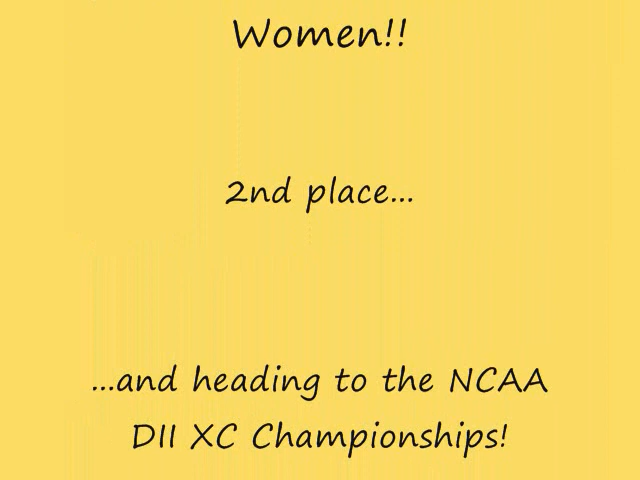 Women!!
2nd place...
...and heading to the NCAA
DII XC Championships!